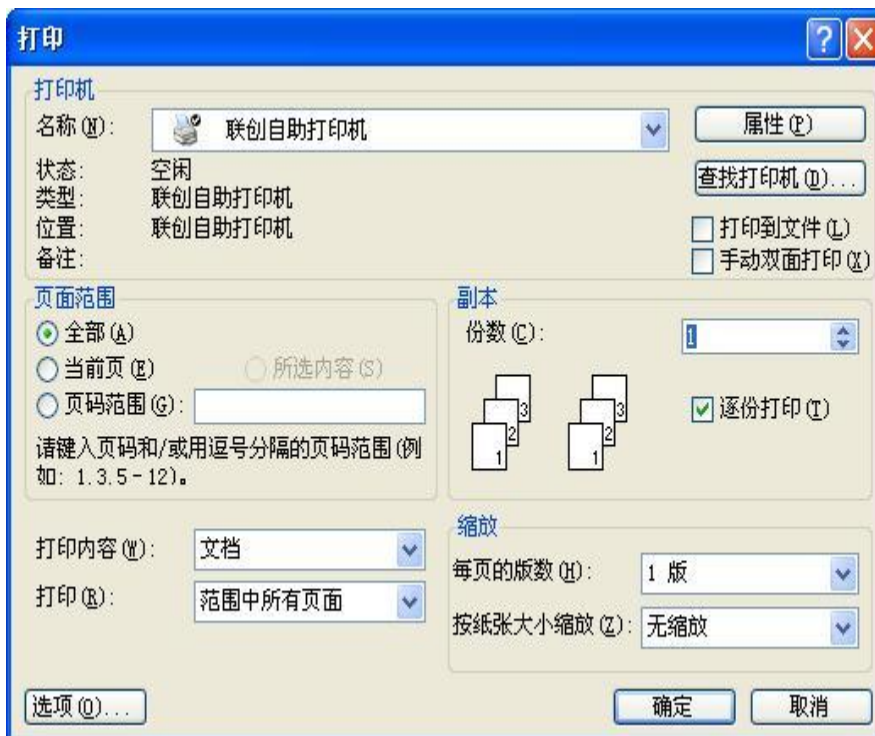 打印
打印机
名称(N): 联创自助打印机 属性(P)
状态: 空闲 查找打印机(D)...
类型: 联创自助打印机
位置: 联创自助打印机 打印到文件(L)
备注: 手动双面打印(X)
页面范围 副本
全部(A) 份数(C): 1
当前页(E) 所选内容(S)
页码范围(G): 逐份打印(T)
请键入页码和/或用逗号分隔的页码范围(例
如: 1.3.5-12)。
1 2 3 1 2 3
缩放
打印内容(W): 文档 每页的版数(H): 1 版
打印(R): 范围中所有页面 按纸张大小缩放(Z): 无缩放
选项(O)... 确定 取消